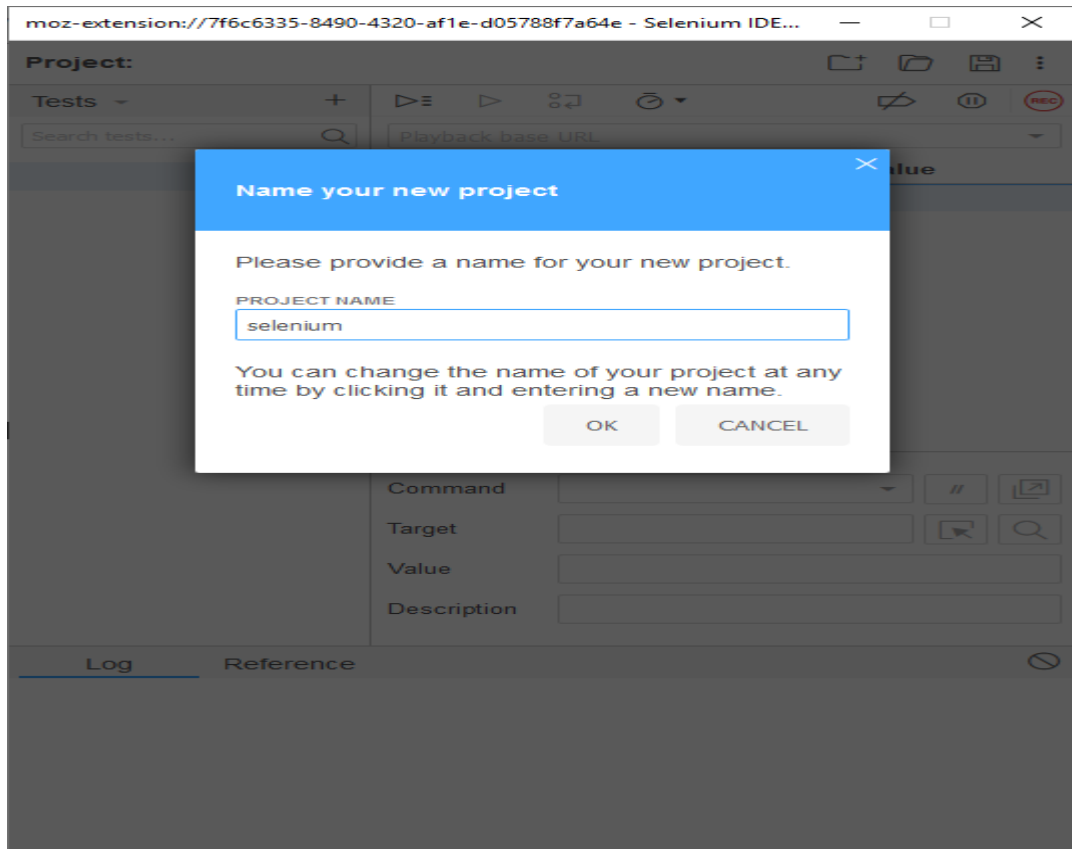 moz-extension://7f6c6335-8490-4320-af1e-d05788f7a64e - Selenium IDE...
Project:
Tests
REC
Search tests...
Playback base URL
alue
Name your new project
Please provide a name for your new project.
PROJECT NAME
selenium
You can change the name of your project at any
time by clicking it and entering a new name.
OK
CANCEL
Command
//
Target
Value
Description
Log
Reference